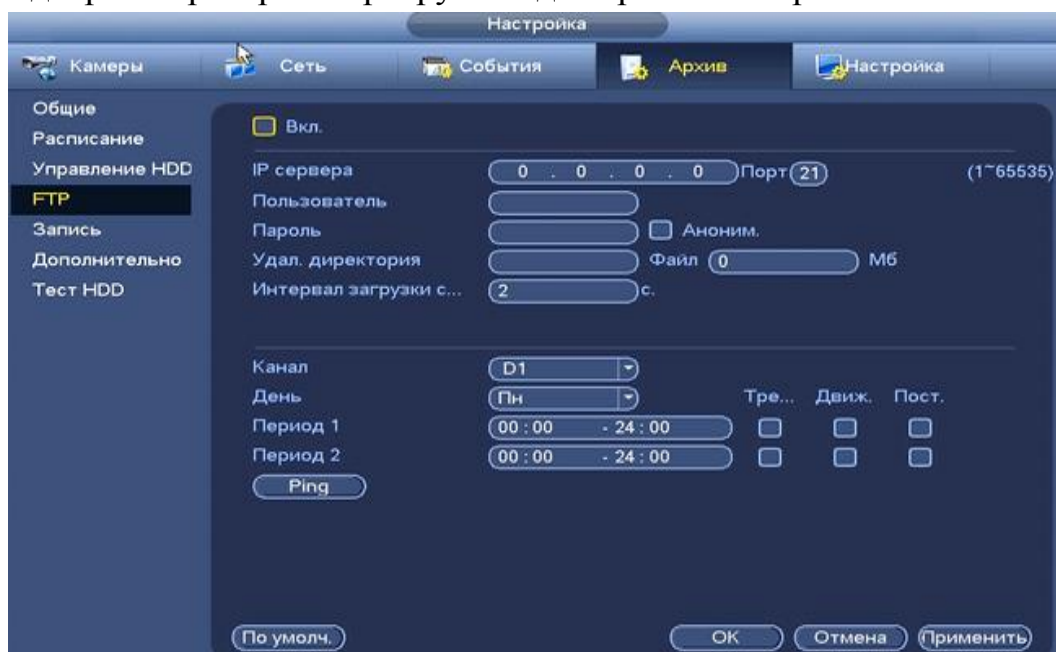 Настройка
Камеры Сеть События Архив Настройка
Общие
Расписание
Управление HDD
FTP
Запись
Дополнительно
Тест HDD
Вкл.
IP сервера 0 . 0 . 0 . 0 Порт 21 (1~65535)
Пользователь
Пароль Аноним.
Удал. директория Файл 0 Мб
Интервал загрузки с... 2 с.
Канал D1
День Пн Тре... Движ. Пост.
Период 1 00 : 00 - 24 : 00
Период 2 00 : 00 - 24 : 00
Ping
По умолч. OK Отмена Применить